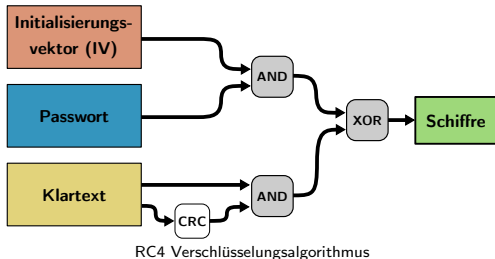 Initialisierungs-
vektor (IV)
AND
Passwort
XOR
Schiffre
Klartext
AND
CRC
RC4 Verschlüsselungsalgorithmus